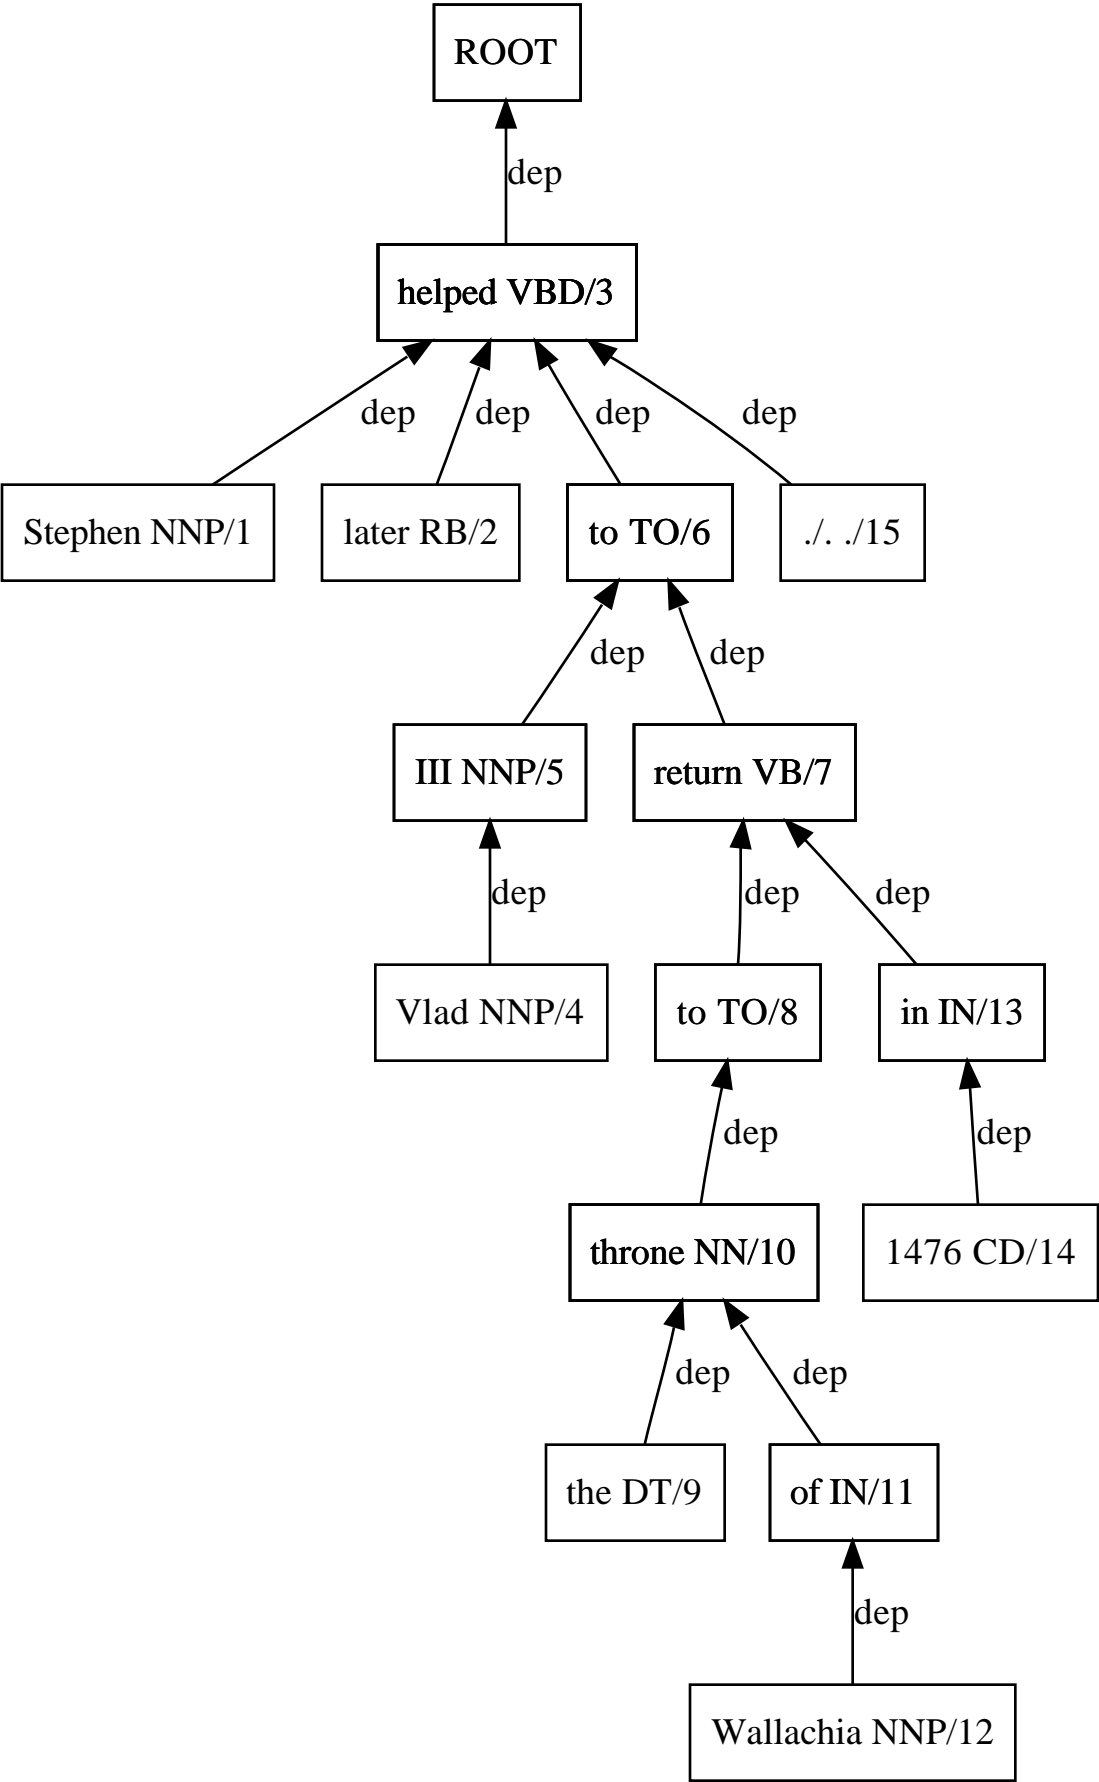 ROOT
dep
helped VBD/3
dep dep dep dep
Stephen NNP/1 later RB/2 to TO/6 ./. ./15
dep dep
III NNP/5 return VB/7
dep dep dep
Vlad NNP/4 to TO/8 in IN/13
dep dep
throne NN/10 1476 CD/14
dep dep
the DT/9 of IN/11
dep
Wallachia NNP/12